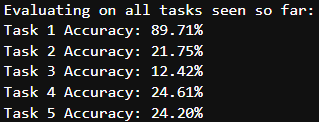 Evaluating on all tasks seen so far:
Task 1 Accuracy: 89.71%
Task 2 Accuracy: 21.75%
Task 3 Accuracy: 12.42%
Task 4 Accuracy: 24.61%
Task 5 Accuracy: 24.20%